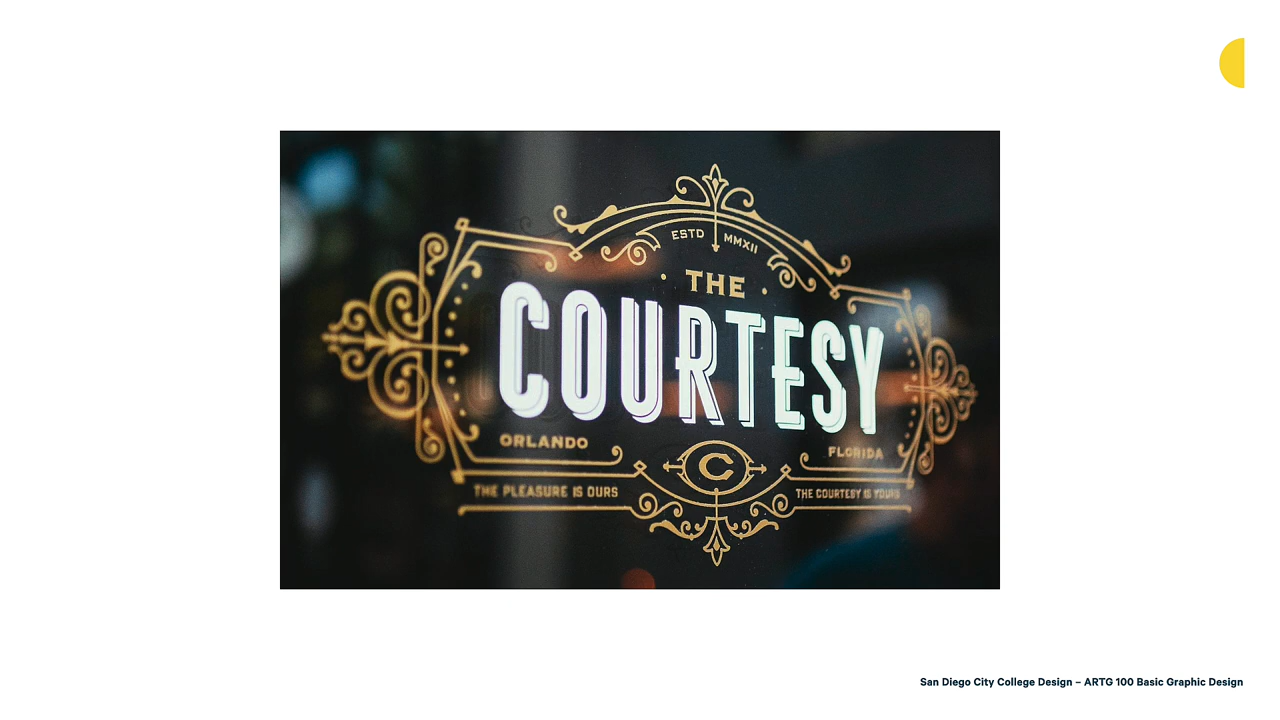 ESTD MMXII
· THE ·
COURTESY
ORLANDO FLORIDA
C
THE PLEASURE IS OURS THE COURTESY IS YOURS
San Diego City College Design – ARTG 100 Basic Graphic Design